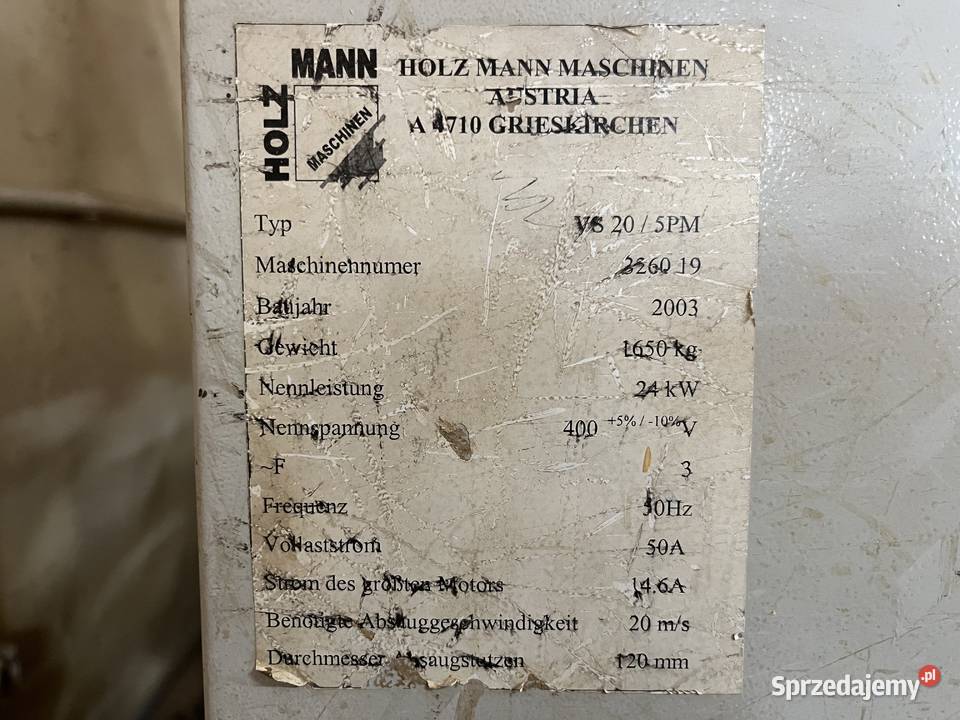 MANN
HOLZ
MASCHINEN
HOLZ MANN MASCHINEN
AUSTRIA
A 4710 GRIESKIRCHEN
Typ VS 20 / 5PM
Maschinennumer 3260 19
Baujahr 2003
Gewicht 1650 kg
Nennleistung 24 kW
Nennspannung 400 +5% / -10% V
~F 3
Frequenz 50Hz
Vollaststrom 50A
Strom des größten Motors 14.6A
Benötigte Absauggeschwindigkeit 20 m/s
Durchmesser Absaugstutzen 120 mm
Sprzedajemy.pl